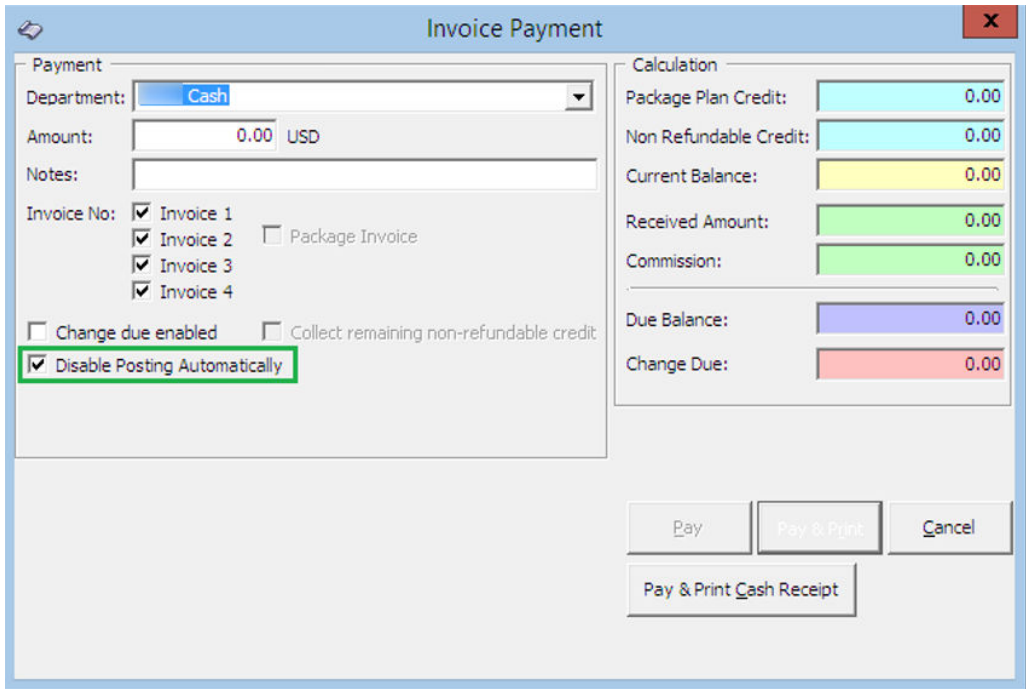 Invoice Payment
x
Payment
Department: Cash
Amount: 0.00 USD
Notes:
Invoice No: Invoice 1
Invoice 2
Package Invoice
Invoice 3
Invoice 4
Change due enabled
Collect remaining non-refundable credit
Disable Posting Automatically
Calculation
Package Plan Credit: 0.00
Non Refundable Credit: 0.00
Current Balance: 0.00
Received Amount: 0.00
Commission: 0.00
Due Balance: 0.00
Change Due: 0.00
Pay
Pay & Print
Cancel
Pay & Print Cash Receipt